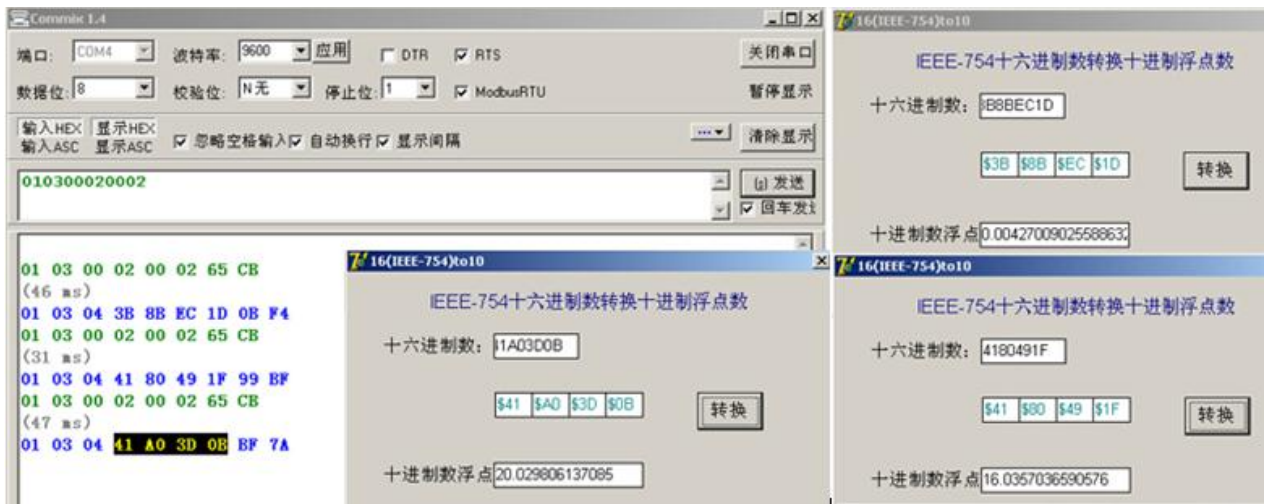 Commix 1.4
端口: COM4 波特率: 9600 应用 DTR RTS 关闭串口
数据位: 8 校验位: N无 停止位: 1 ModbusRTU 暂停显示
输入HEX 显示HEX
输入ASC 显示ASC
忽略空格输入 自动换行 显示间隔 ... 清除显示
010300020002
发送
回车发
01 03 00 02 00 02 65 CB
(46 ms)
01 03 04 3B 8B EC 1D 0B F4
01 03 00 02 00 02 65 CB
(31 ms)
01 03 04 41 80 49 1F 99 BF
01 03 00 02 00 02 65 CB
(47 ms)
01 03 04 41 A0 3D 0B BF 7A
16(IEEE-754)to10
IEEE-754十六进制数转换十进制浮点数
十六进制数: 41A03D0B
$41 $A0 $3D $0B
转换
十进制数浮点 20.029806137085
16(IEEE-754)to10
IEEE-754十六进制数转换十进制浮点数
十六进制数: 3B8BEC1D
$3B $8B $EC $1D
转换
十进制数浮点 0.0042700902558863
16(IEEE-754)to10
IEEE-754十六进制数转换十进制浮点数
十六进制数: 4180491F
$41 $80 $49 $1F
转换
十进制数浮点 16.0357036590576